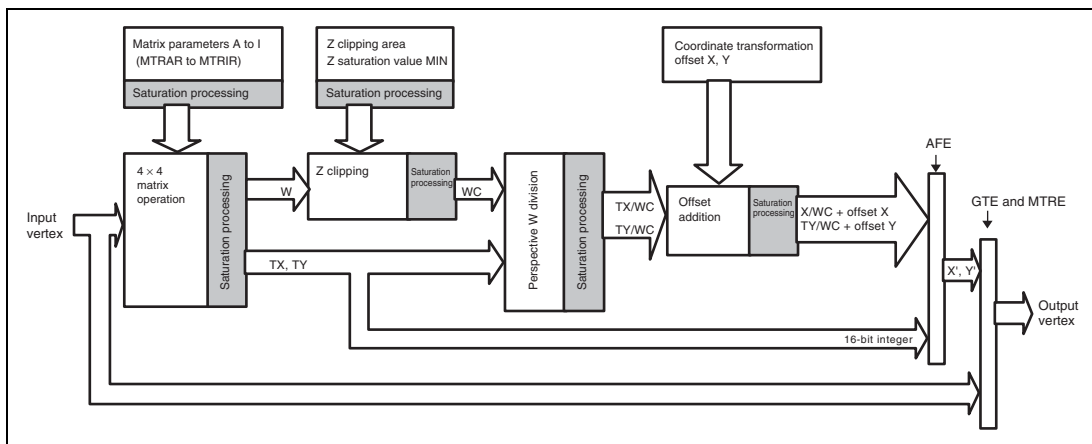 Matrix parameters A to I
(MTRAR to MTRIR)
Saturation processing
Z clipping area
Z saturation value MIN
Saturation processing
Coordinate transformation
offset X, Y
4 × 4
matrix
operation
Saturation processing
W
Z clipping
Saturation
processing
WC
Perspective W division
Saturation processing
TX/WC
TY/WC
Offset
addition
Saturation
processing
X/WC + offset X
TY/WC + offset Y
AFE
GTE and MTRE
Input
vertex
TX, TY
X', Y'
Output
vertex
16-bit integer